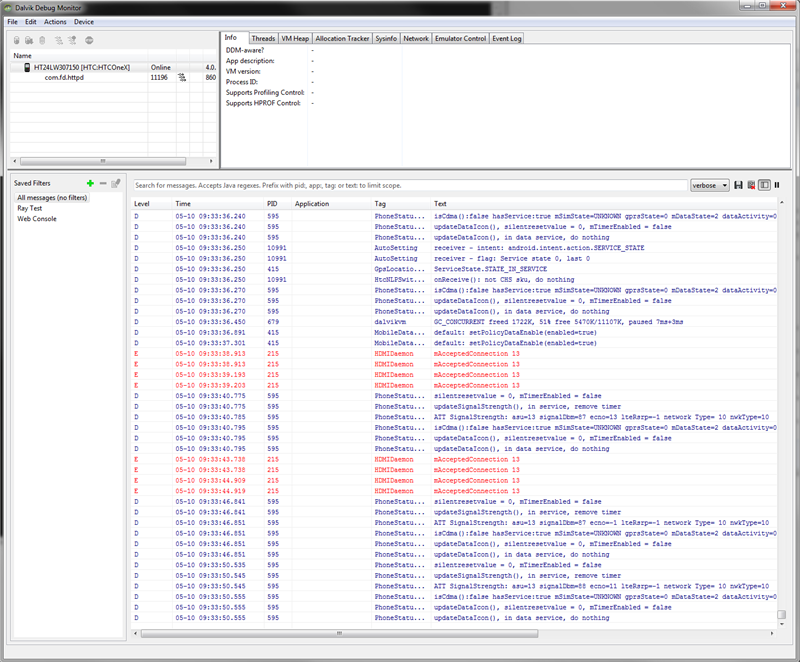 Dalvik Debug Monitor
File Edit Actions Device
Name
HT24LW307150 [HTC:HTCOneX] Online 4.0.
com.fd.httpd 11196 860
Info Threads VM Heap Allocation Tracker Sysinfo Network Emulator Control Event Log
DDM-aware? -
App description: -
VM version: -
Process ID: -
Supports Profiling Control: -
Supports HPROF Control: -
Saved Filters
All messages (no filters)
Ray Test
Web Console
Search for messages. Accepts Java regexes. Prefix with pid:, app:, tag: or text: to limit scope.
verbose
Level Time PID Application Tag Text
D 05-10 09:33:36.240 595 PhoneStatu... isCdma():false hasService:true mSimState=UNKNOWN gprsState=0 mDataState=2 dataActivity=0
D 05-10 09:33:36.240 595 PhoneStatu... updateDataIcon(), silentresetvalue = 0, mTimerEnabled = false
D 05-10 09:33:36.240 595 PhoneStatu... updateDataIcon(), in data service, do nothing
D 05-10 09:33:36.250 10991 AutoSetting receiver - intent: android.intent.action.SERVICE_STATE
D 05-10 09:33:36.250 10991 AutoSetting receiver - flag: Service state 0, last 0
D 05-10 09:33:36.250 415 GpsLocatio... ServiceState.STATE_IN_SERVICE
D 05-10 09:33:36.250 10991 HtcNLPSwit... onReceive(): not CHS sku, do nothing
D 05-10 09:33:36.270 595 PhoneStatu... isCdma():false hasService:true mSimState=UNKNOWN gprsState=0 mDataState=2 dataActivity=0
D 05-10 09:33:36.270 595 PhoneStatu... updateDataIcon(), silentresetvalue = 0, mTimerEnabled = false
D 05-10 09:33:36.270 595 PhoneStatu... updateDataIcon(), in data service, do nothing
D 05-10 09:33:36.450 679 dalvikvm GC_CONCURRENT freed 1722K, 51% free 5470K/11107K, paused 7ms+3ms
D 05-10 09:33:36.891 415 MobileData... default: setPolicyDataEnable(enabled=true)
D 05-10 09:33:37.301 415 MobileData... default: setPolicyDataEnable(enabled=true)
E 05-10 09:33:38.913 215 HDMIDaemon mAcceptedConnection 13
E 05-10 09:33:38.913 215 HDMIDaemon mAcceptedConnection 13
E 05-10 09:33:39.193 215 HDMIDaemon mAcceptedConnection 13
E 05-10 09:33:39.203 215 HDMIDaemon mAcceptedConnection 13
D 05-10 09:33:40.775 595 PhoneStatu... silentresetvalue = 0, mTimerEnabled = false
D 05-10 09:33:40.775 595 PhoneStatu... updateSignalStrength(), in service, remove timer
D 05-10 09:33:40.785 595 PhoneStatu... ATT SignalStrength: asu=13 signalDbm=87 ecno=13 lteRsrp=-1 network Type= 10 nwkType=10
D 05-10 09:33:40.795 595 PhoneStatu... isCdma():false hasService:true mSimState=UNKNOWN gprsState=0 mDataState=2 dataActivity=0
D 05-10 09:33:40.795 595 PhoneStatu... updateDataIcon(), silentresetvalue = 0, mTimerEnabled = false
D 05-10 09:33:40.795 595 PhoneStatu... updateDataIcon(), in data service, do nothing
E 05-10 09:33:43.738 215 HDMIDaemon mAcceptedConnection 13
E 05-10 09:33:43.738 215 HDMIDaemon mAcceptedConnection 13
E 05-10 09:33:44.909 215 HDMIDaemon mAcceptedConnection 13
E 05-10 09:33:44.919 215 HDMIDaemon mAcceptedConnection 13
D 05-10 09:33:46.841 595 PhoneStatu... silentresetvalue = 0, mTimerEnabled = false
D 05-10 09:33:46.841 595 PhoneStatu... updateSignalStrength(), in service, remove timer
D 05-10 09:33:46.851 595 PhoneStatu... ATT SignalStrength: asu=13 signalDbm=87 ecno=-1 lteRsrp=-1 network Type= 10 nwkType=10
D 05-10 09:33:46.851 595 PhoneStatu... isCdma():false hasService:true mSimState=UNKNOWN gprsState=0 mDataState=2 dataActivity=0
D 05-10 09:33:46.851 595 PhoneStatu... updateDataIcon(), silentresetvalue = 0, mTimerEnabled = false
D 05-10 09:33:46.851 595 PhoneStatu... updateDataIcon(), in data service, do nothing
D 05-10 09:33:50.535 595 PhoneStatu... silentresetvalue = 0, mTimerEnabled = false
D 05-10 09:33:50.545 595 PhoneStatu... updateSignalStrength(), in service, remove timer
D 05-10 09:33:50.545 595 PhoneStatu... ATT SignalStrength: asu=13 signalDbm=88 ecno=11 lteRsrp=-1 network Type= 10 nwkType=10
D 05-10 09:33:50.555 595 PhoneStatu... isCdma():false hasService:true mSimState=UNKNOWN gprsState=0 mDataState=2 dataActivity=0
D 05-10 09:33:50.555 595 PhoneStatu... updateDataIcon(), silentresetvalue = 0, mTimerEnabled = false
D 05-10 09:33:50.555 595 PhoneStatu... updateDataIcon(), in data service, do nothing